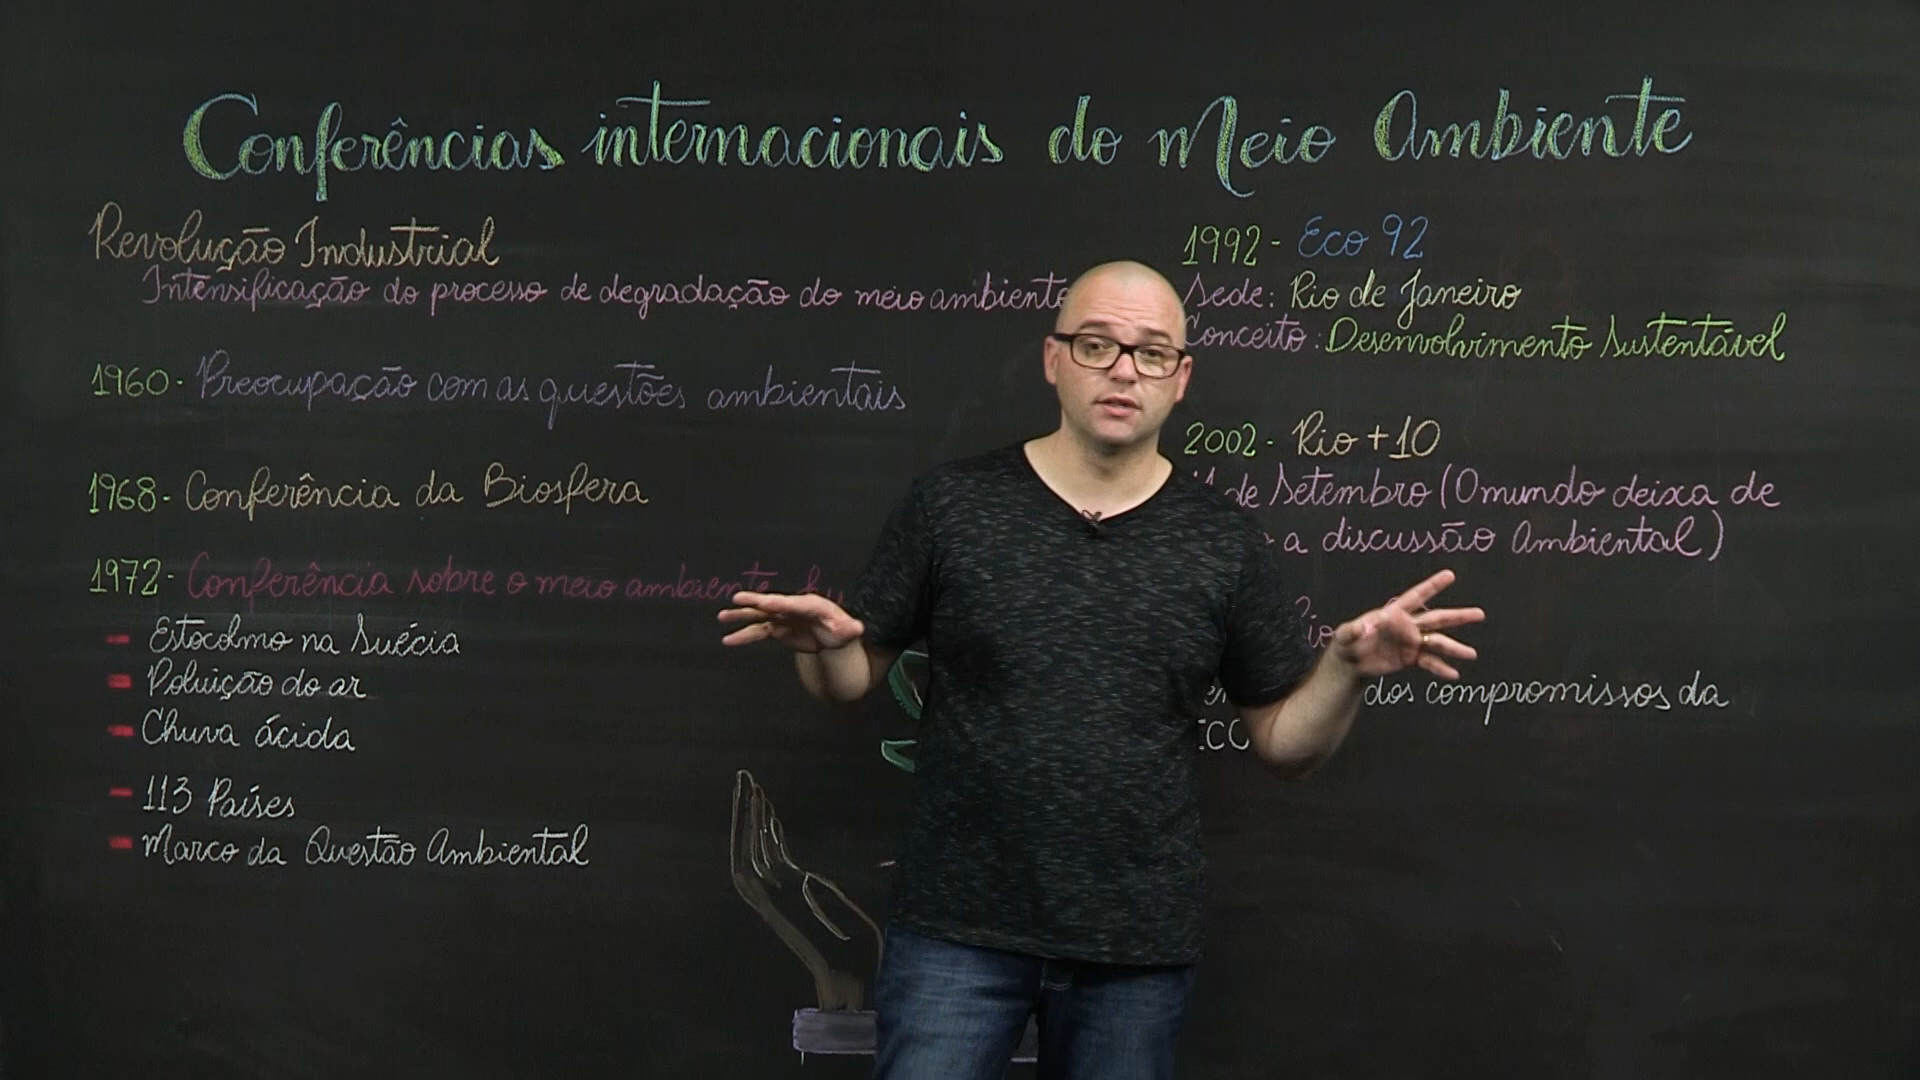 Conferências internacionais do Meio Ambiente
Revolução Industrial
Intensificação do processo de degradação do meio ambiente
1960 - Preocupação com as questões ambientais
1968 - Conferência da Biosfera
1972 - Conferência sobre o meio ambiente
- Estocolmo na Suécia
- Poluição do ar
- Chuva ácida
- 113 Países
- Marco da Questão Ambiental
1992 - Eco 92
Sede: Rio de Janeiro
Conceito: Desenvolvimento Sustentável
2002 - Rio +10
de Setembro (O mundo deixa de
a discussão Ambiental)
dos compromissos da